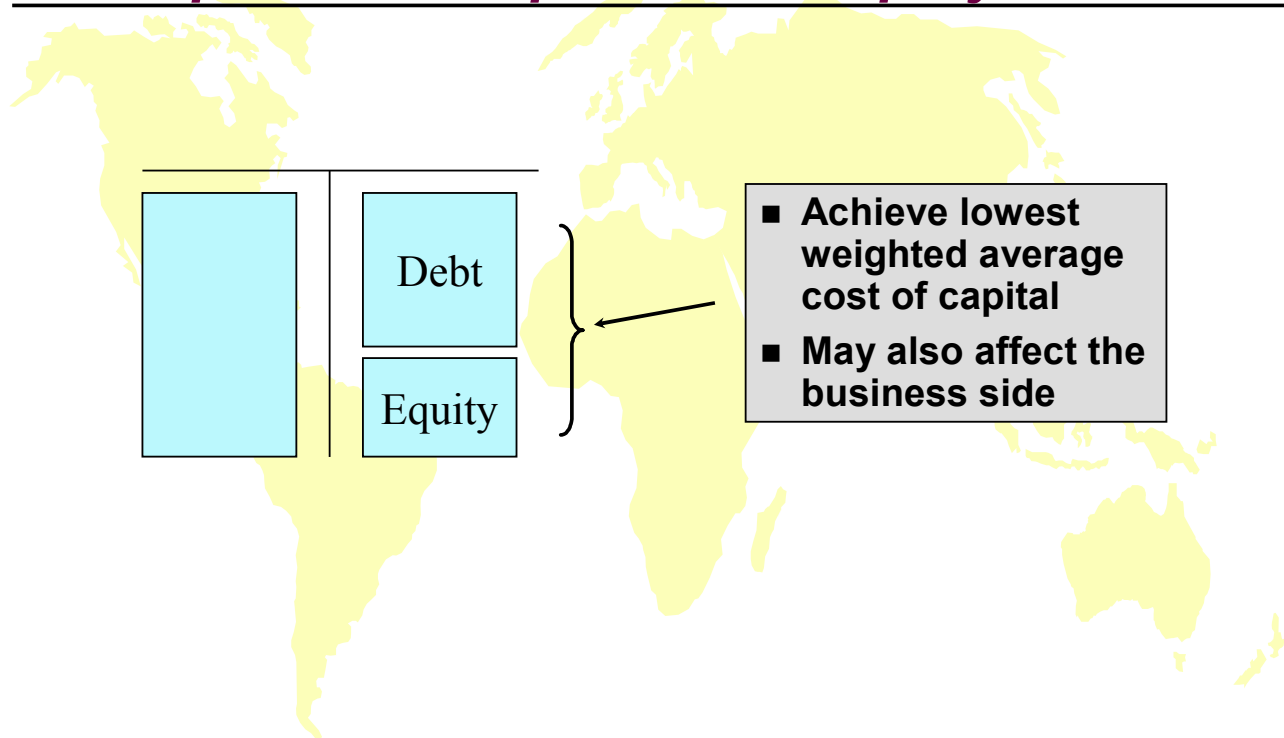 Debt
Equity
■ Achieve lowest
weighted average
cost of capital
■ May also affect the
business side